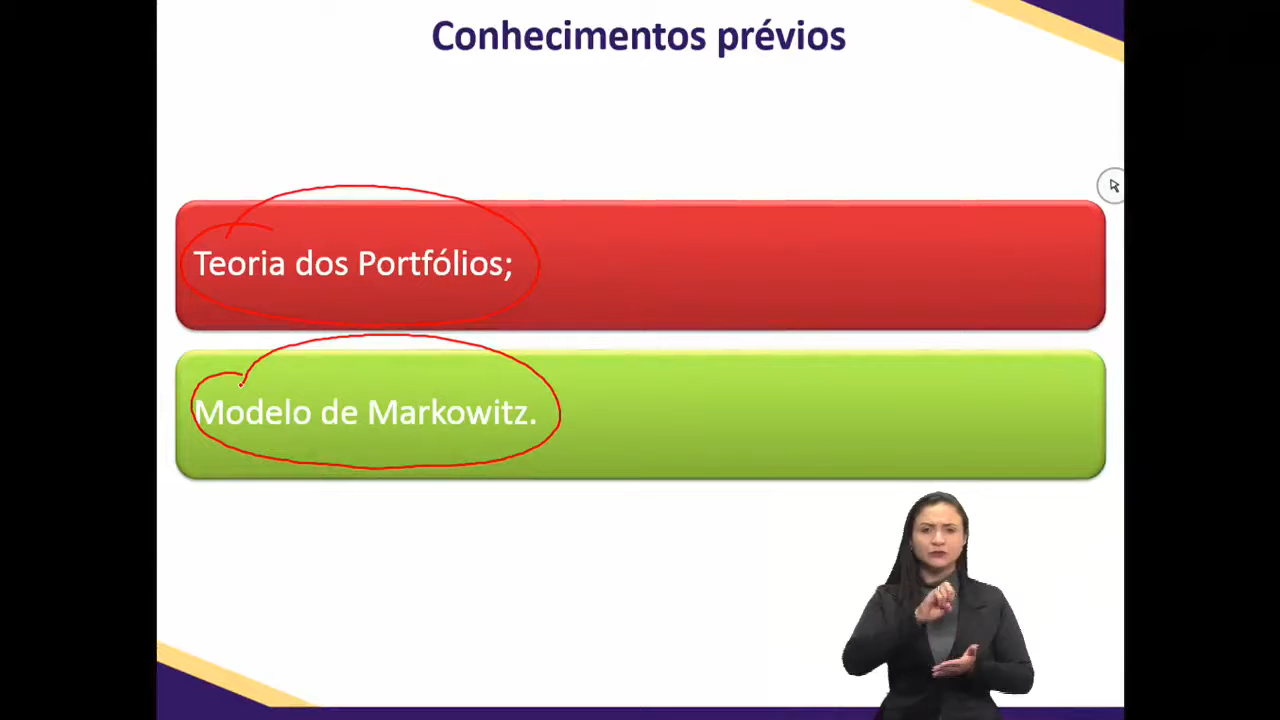 Conhecimentos prévios
Teoria dos Portfólios;
Modelo de Markowitz.